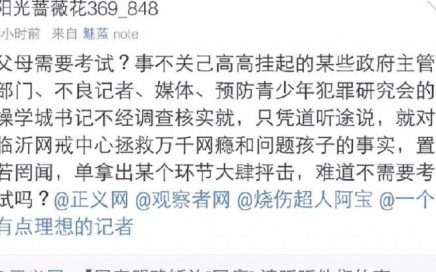 阳光蔷薇花369_848
小时前 来自 魅蓝 note
父母需要考试？事不关己高高挂起的某些政府主管
部门、不良记者、媒体、预防青少年犯罪研究会的
操学城书记不经调查核实就，只凭道听途说，就对
临沂网戒中心拯救万千网瘾和问题孩子的事实，置
若罔闻，单拿出某个环节大肆抨击，难道不需要考
试吗？@正义网 @观察者网 @烧伤超人阿宝 @一个
有点理想的记者